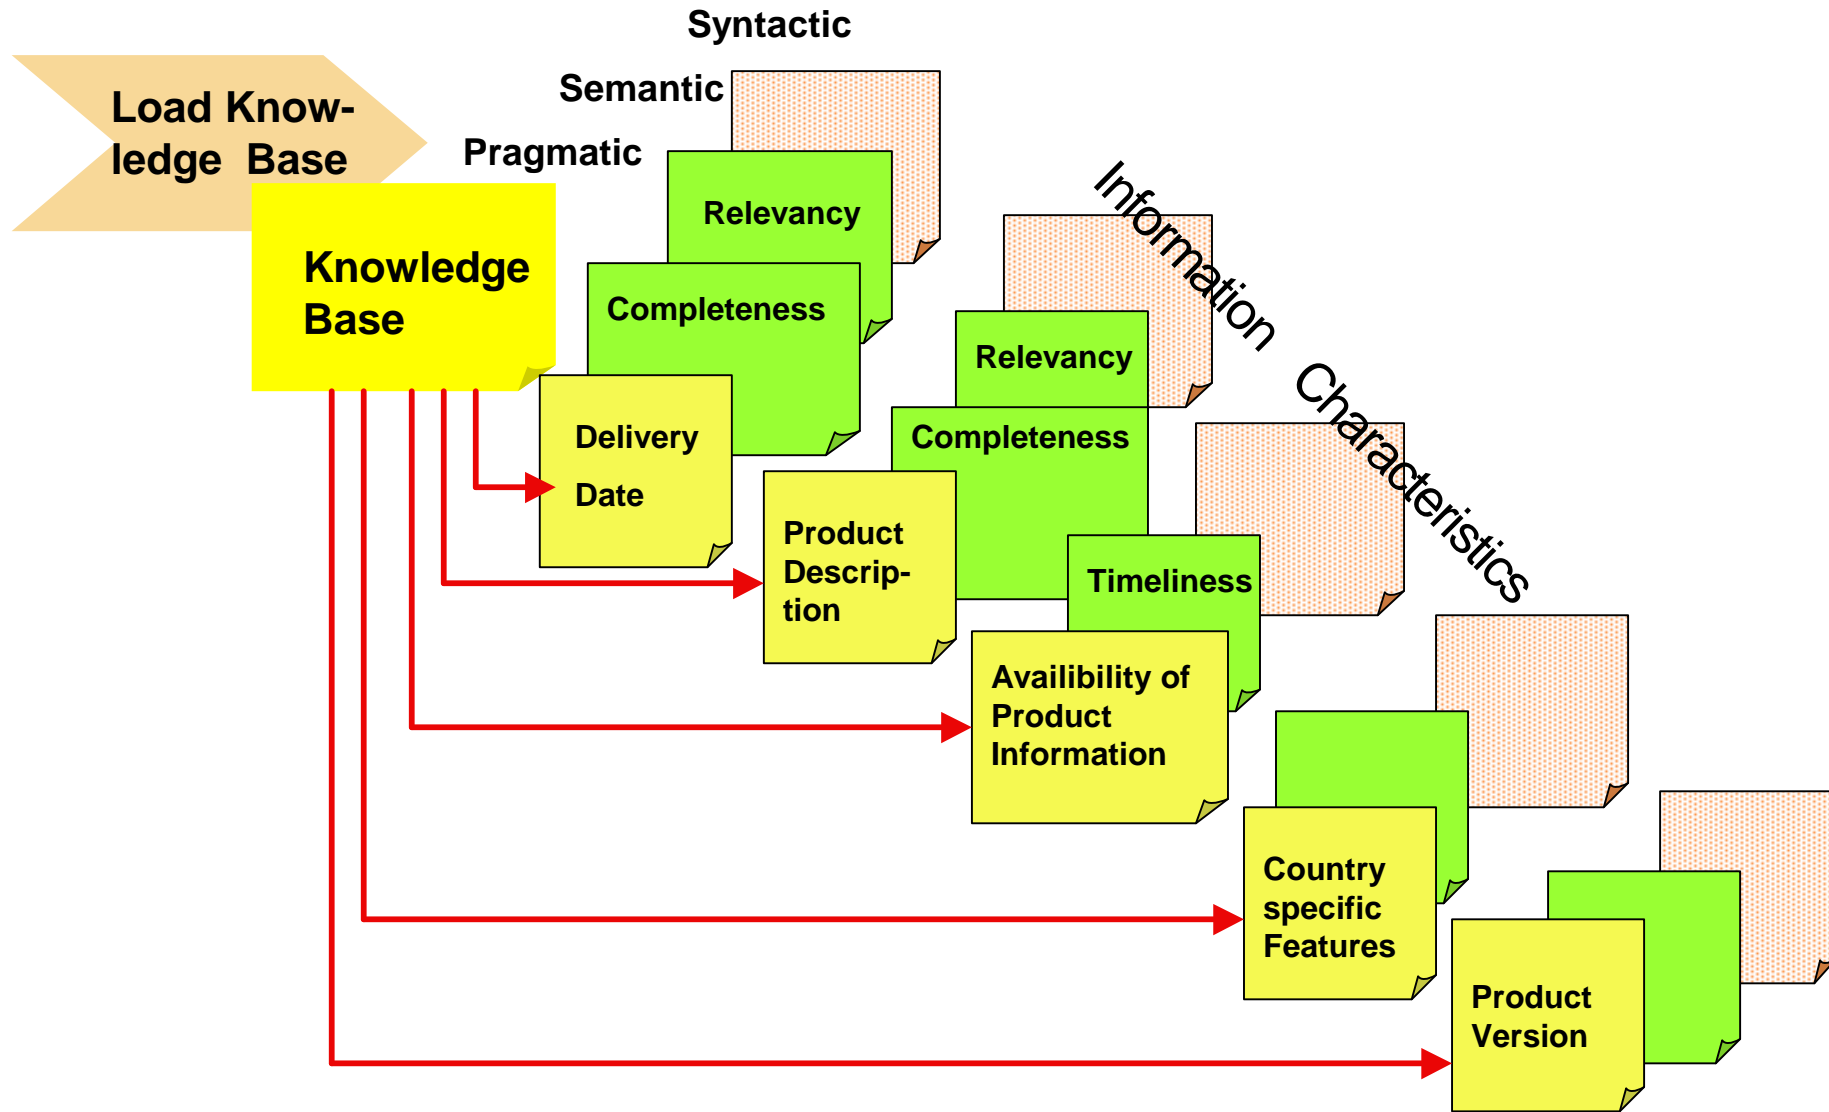 Syntactic
Semantic
Pragmatic
Load Know-
ledge Base
Knowledge
Base
Relevancy
Completeness
Delivery
Date
Information Characteristics
Relevancy
Completeness
Product
Descrip-
tion
Timeliness
Availibility of
Product
Information
Country
specific
Features
Product
Version